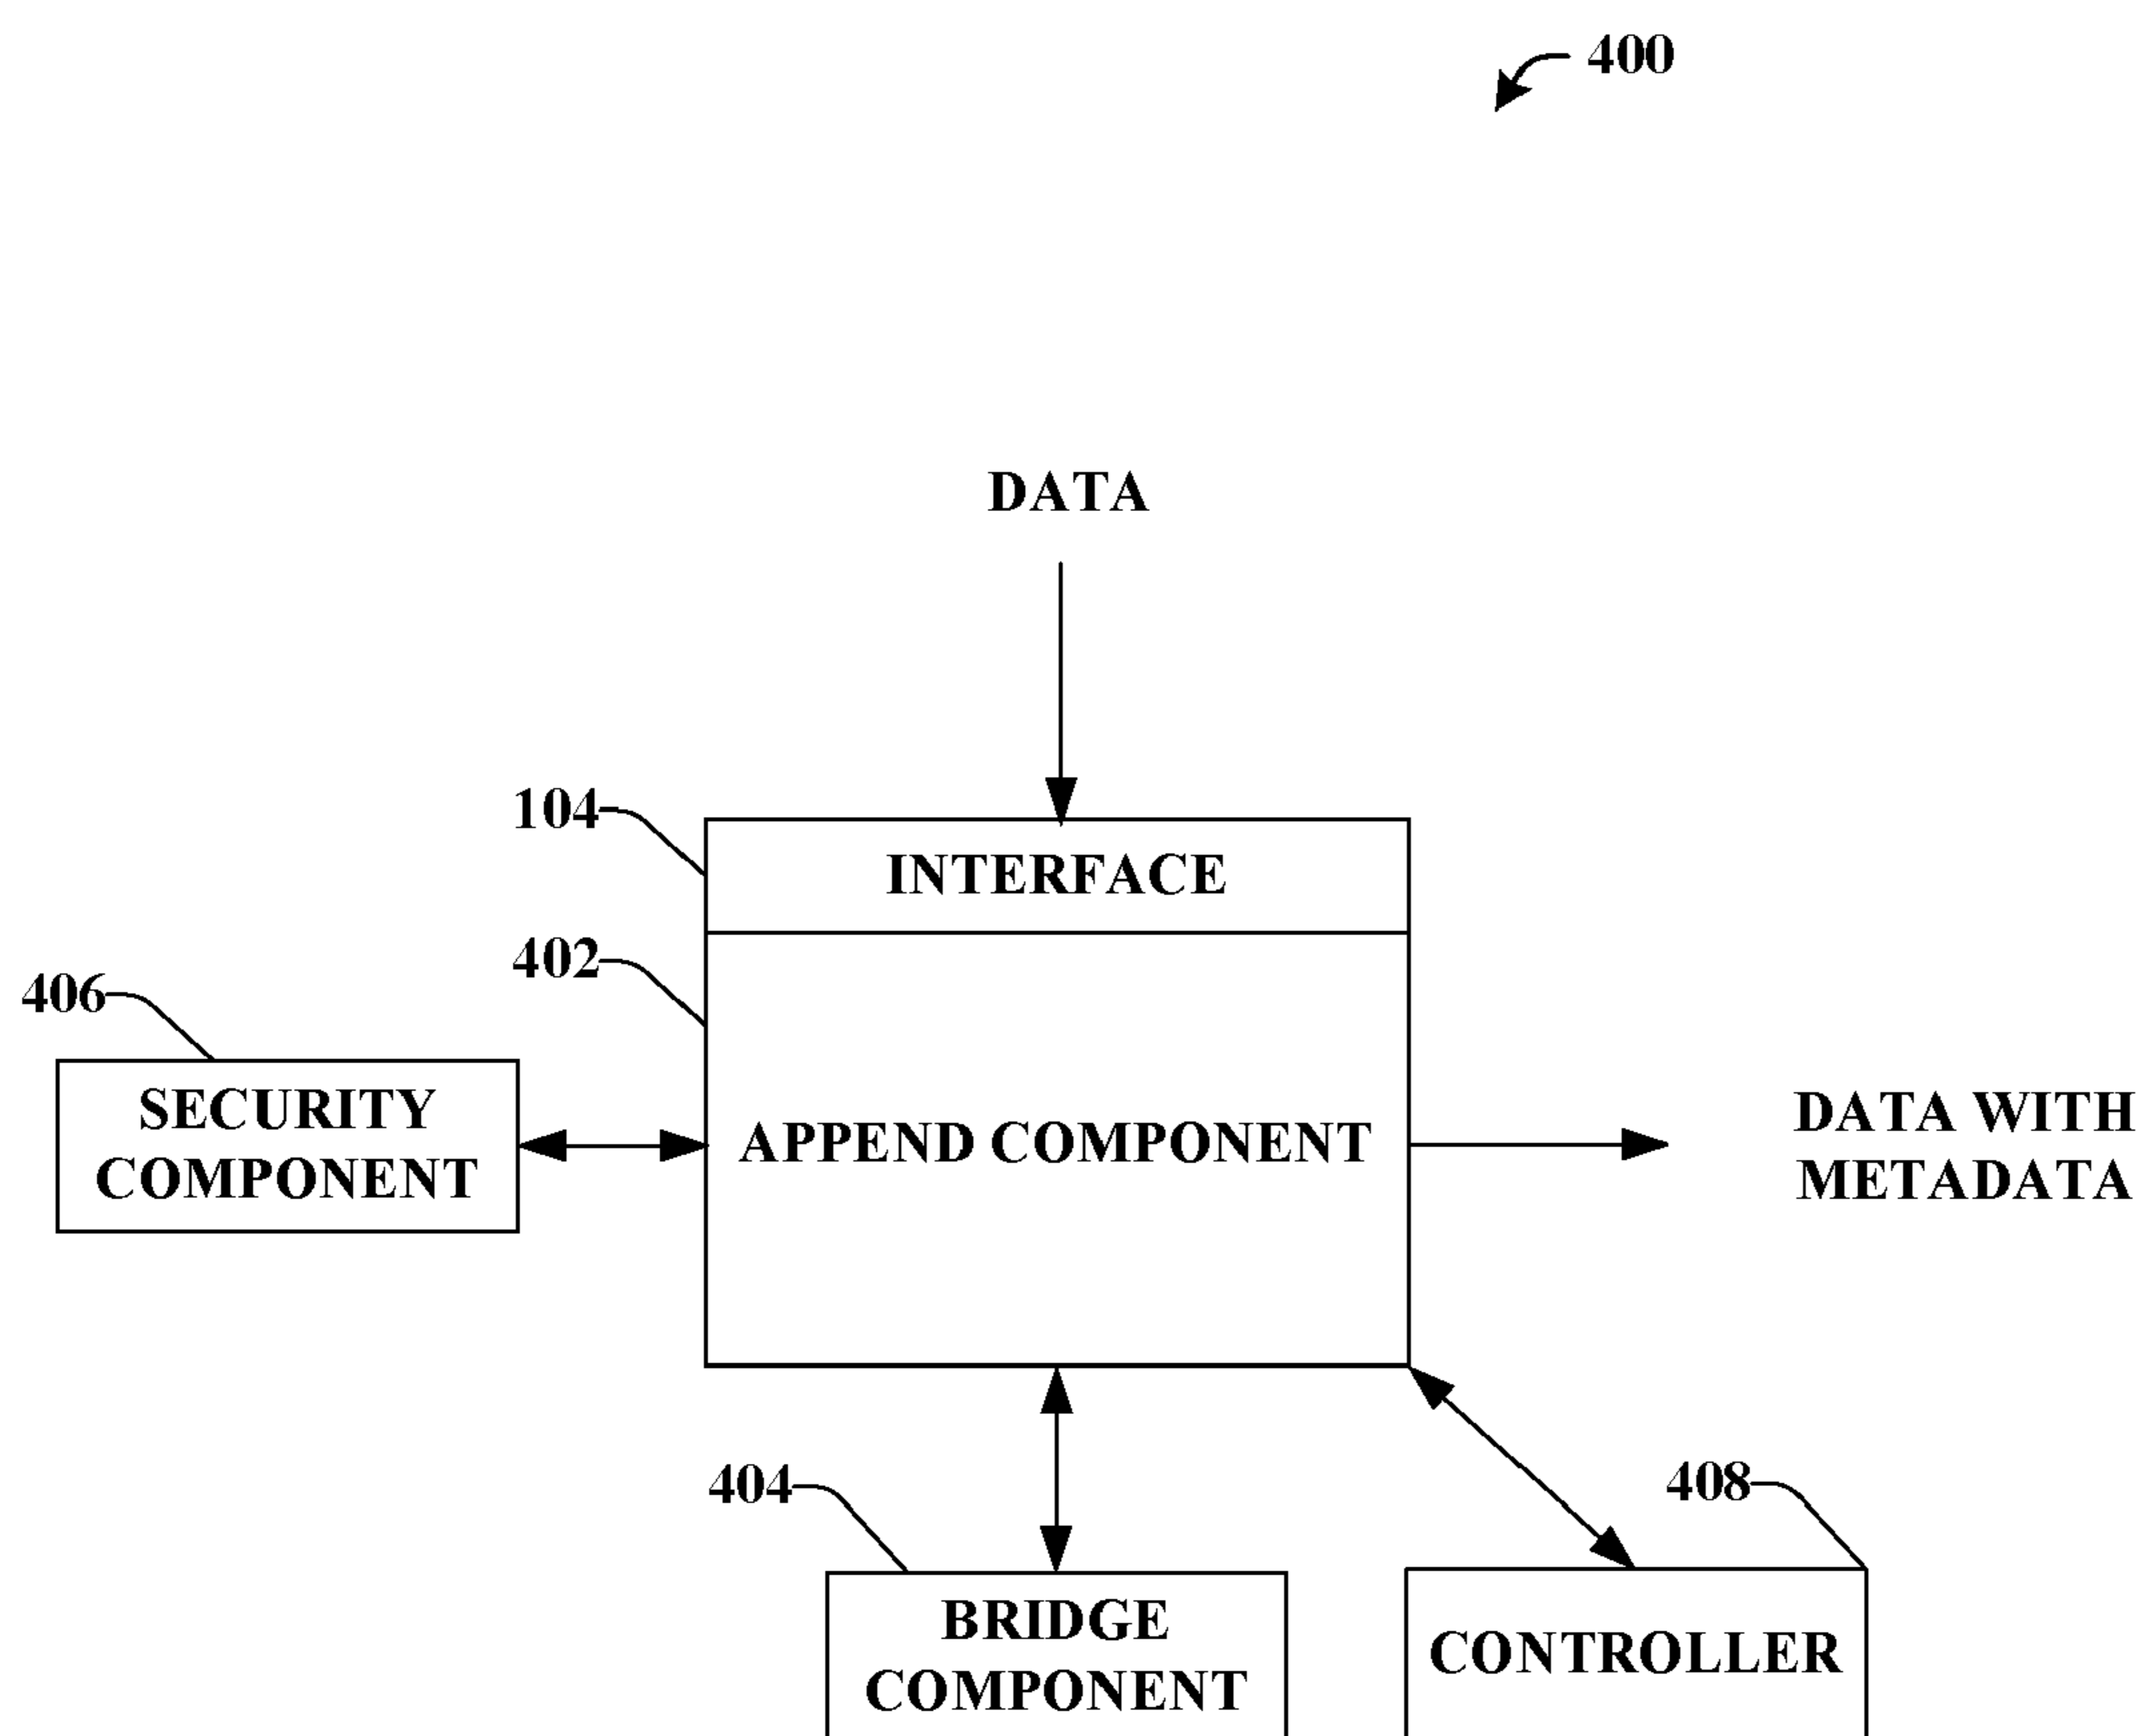 400
DATA
104
INTERFACE
402
406
SECURITY
COMPONENT
APPEND COMPONENT
DATA WITH
METADATA
404
408
BRIDGE
COMPONENT
CONTROLLER